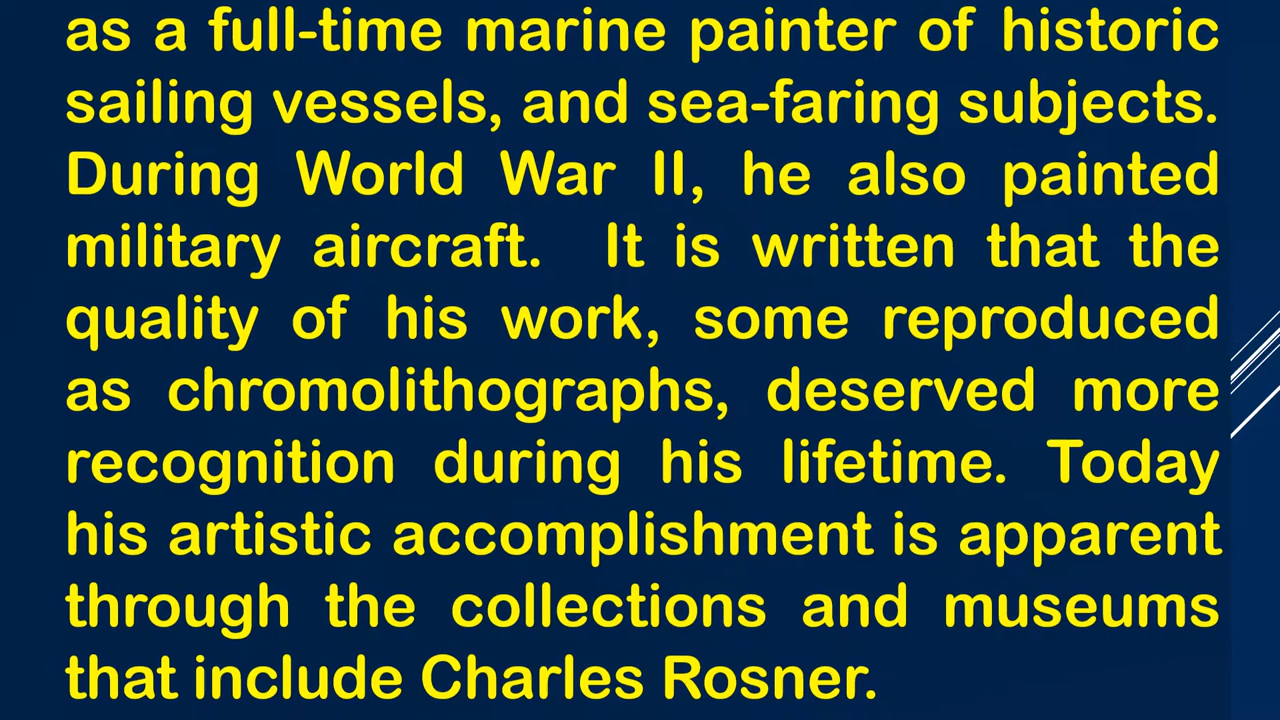 as a full-time marine painter of historic
sailing vessels, and sea-faring subjects.
During World War II, he also painted
military aircraft. It is written that the
quality of his work, some reproduced
as chromolithographs, deserved more
recognition during his lifetime. Today
his artistic accomplishment is apparent
through the collections and museums
that include Charles Rosner.